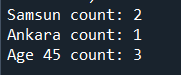 Samsun count: 2
Ankara count: 1
Age 45 count: 3